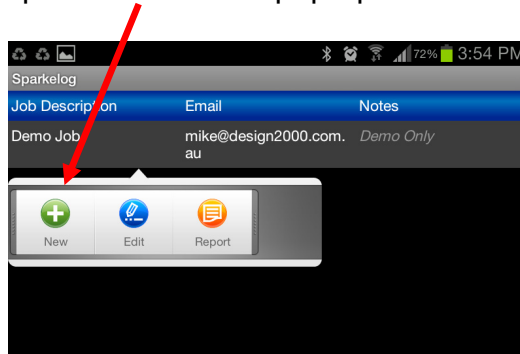 72% 3:54 PM
Sparkelog
Job Description Email Notes
Demo Job mike@design2000.com. Demo Only
au
New Edit Report